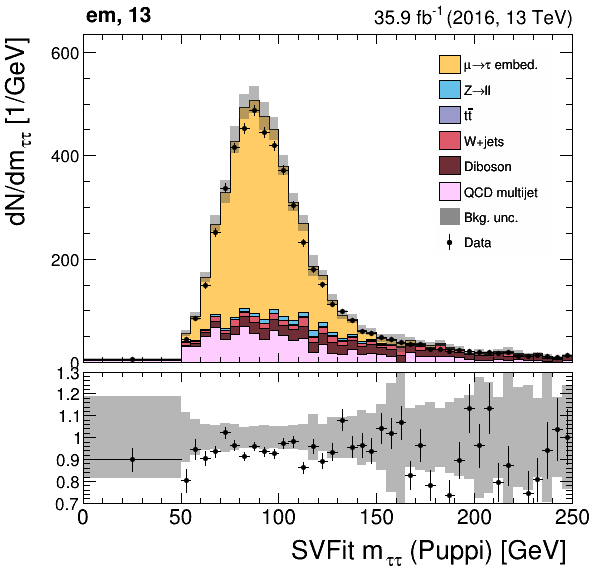 em, 13
35.9 fb⁻¹ (2016, 13 TeV)
dN/dmττ [1/GeV]
600
400
200
0
μ→τ embed.
Z→ll
tt̄
W+jets
Diboson
QCD multijet
Bkg. unc.
Data
1.3
1.2
1.1
1
0.9
0.8
0.7
0 50 100 150 200 250
SVFit mττ (Puppi) [GeV]